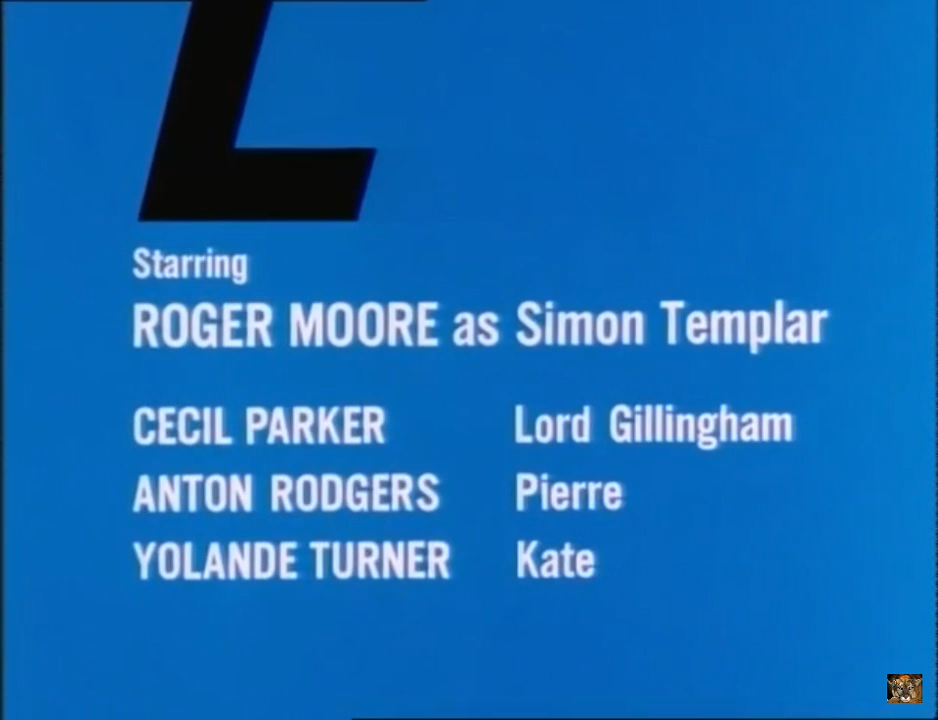 Starring
ROGER MOORE as Simon Templar
CECIL PARKER Lord Gillingham
ANTON RODGERS Pierre
YOLANDE TURNER Kate